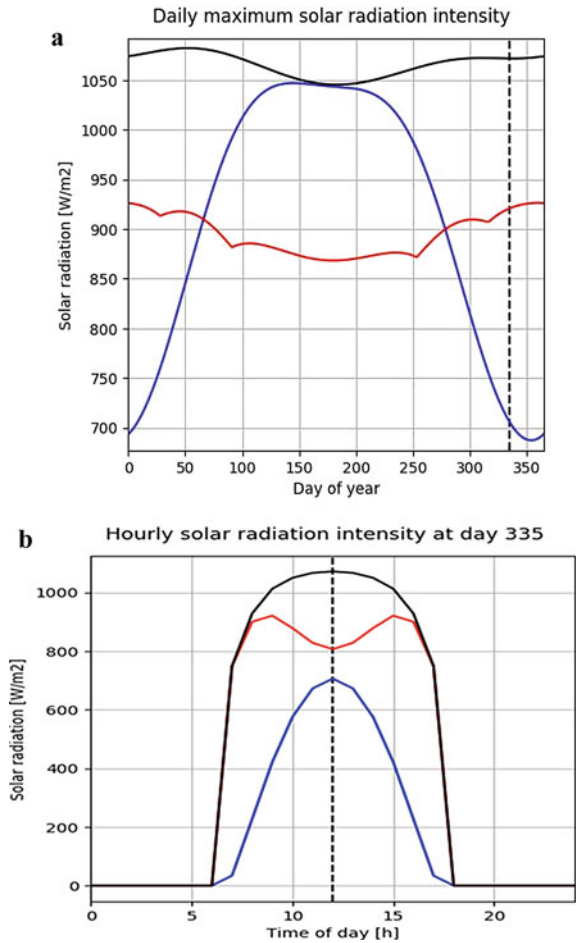 Daily maximum solar radiation intensity
a
1050
1000
950
900
850
800
750
700
Solar radiation [W/m2]
0 50 100 150 200 250 300 350
Day of year
b
Hourly solar radiation intensity at day 335
1000
800
600
400
200
0
Solar radiation [W/m2]
0 5 10 15 20
Time of day [h]